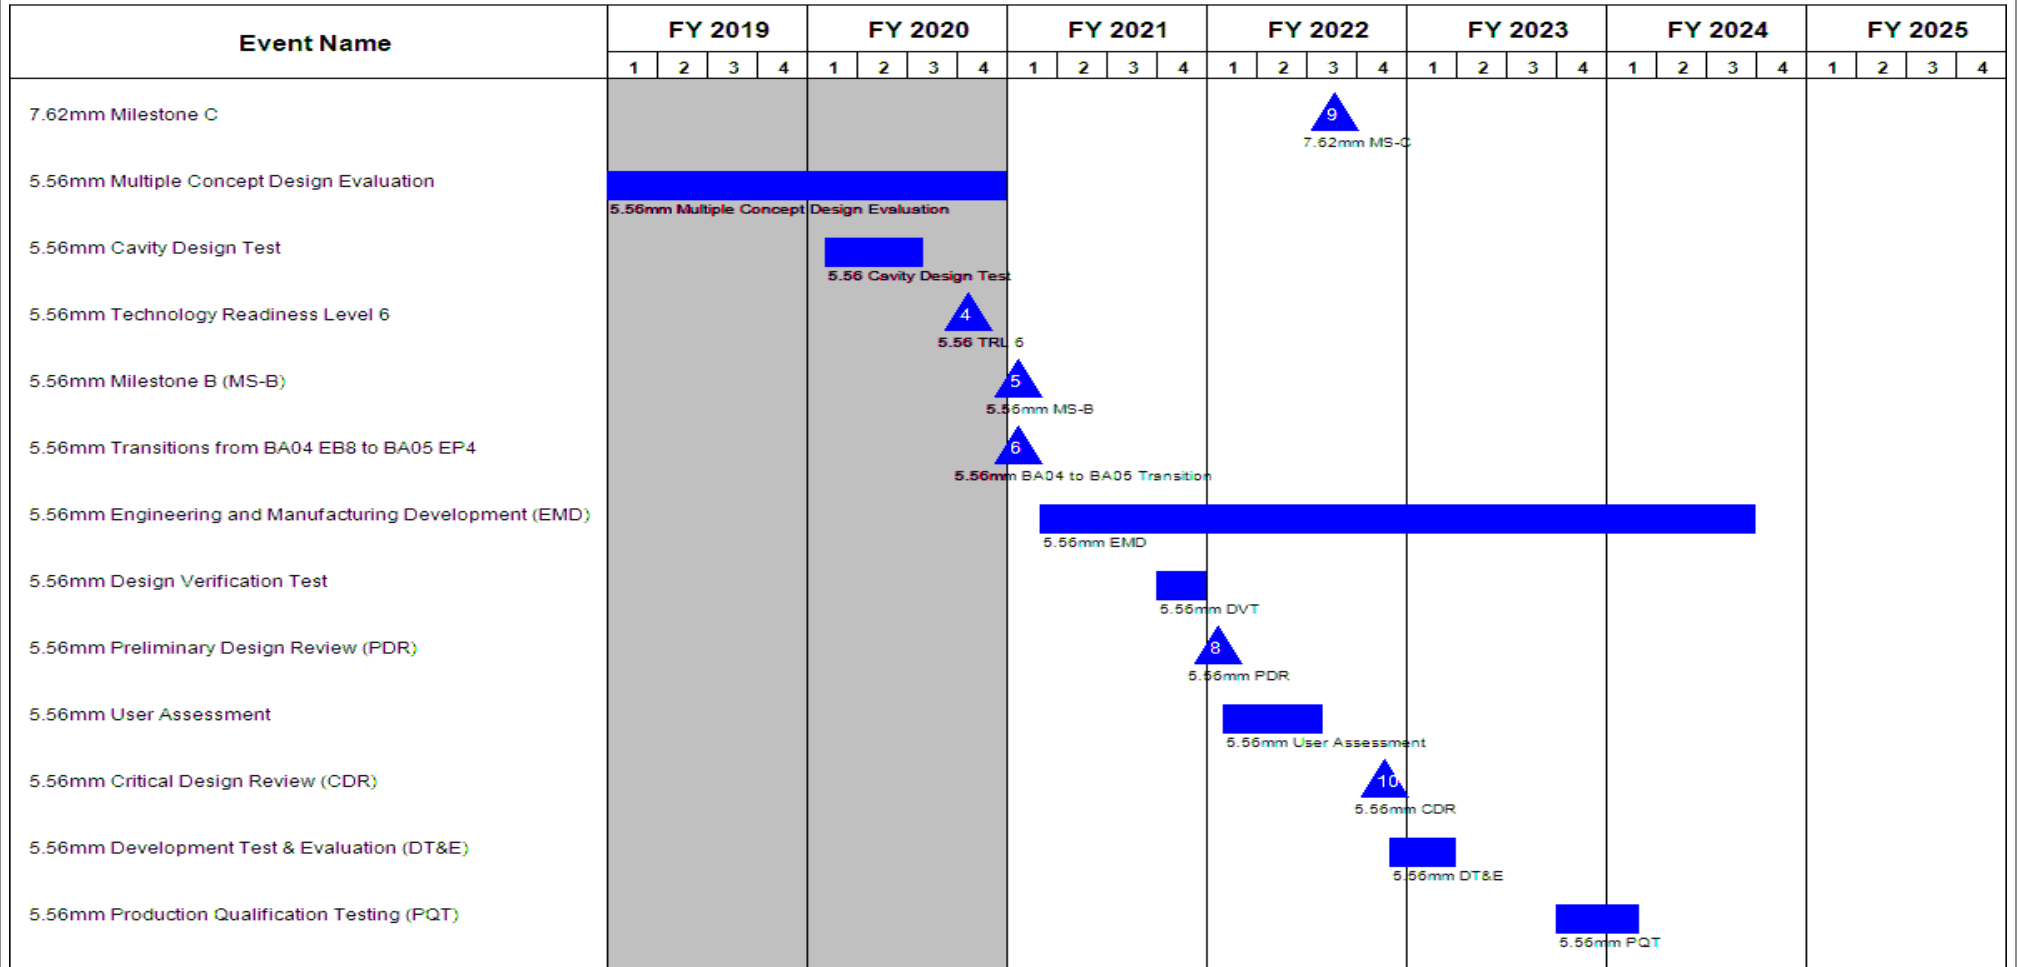 Event Name
FY 2019 FY 2020 FY 2021 FY 2022 FY 2023 FY 2024 FY 2025
1 2 3 4 1 2 3 4 1 2 3 4 1 2 3 4 1 2 3 4 1 2 3 4 1 2 3 4
7.62mm Milestone C
9
7.62mm MS-C
5.56mm Multiple Concept Design Evaluation
5.56mm Multiple Concept Design Evaluation
5.56mm Cavity Design Test
5.56 Cavity Design Test
5.56mm Technology Readiness Level 6
4
5.56 TRL 6
5.56mm Milestone B (MS-B)
5
5.56mm MS-B
5.56mm Transitions from BA04 EB8 to BA05 EP4
6
5.56mm BA04 to BA05 Transition
5.56mm Engineering and Manufacturing Development (EMD)
5.56mm EMD
5.56mm Design Verification Test
5.56mm DVT
5.56mm Preliminary Design Review (PDR)
8
5.56mm PDR
5.56mm User Assessment
5.56mm User Assessment
5.56mm Critical Design Review (CDR)
10
5.56mm CDR
5.56mm Development Test & Evaluation (DT&E)
5.56mm DT&E
5.56mm Production Qualification Testing (PQT)
5.56mm PQT